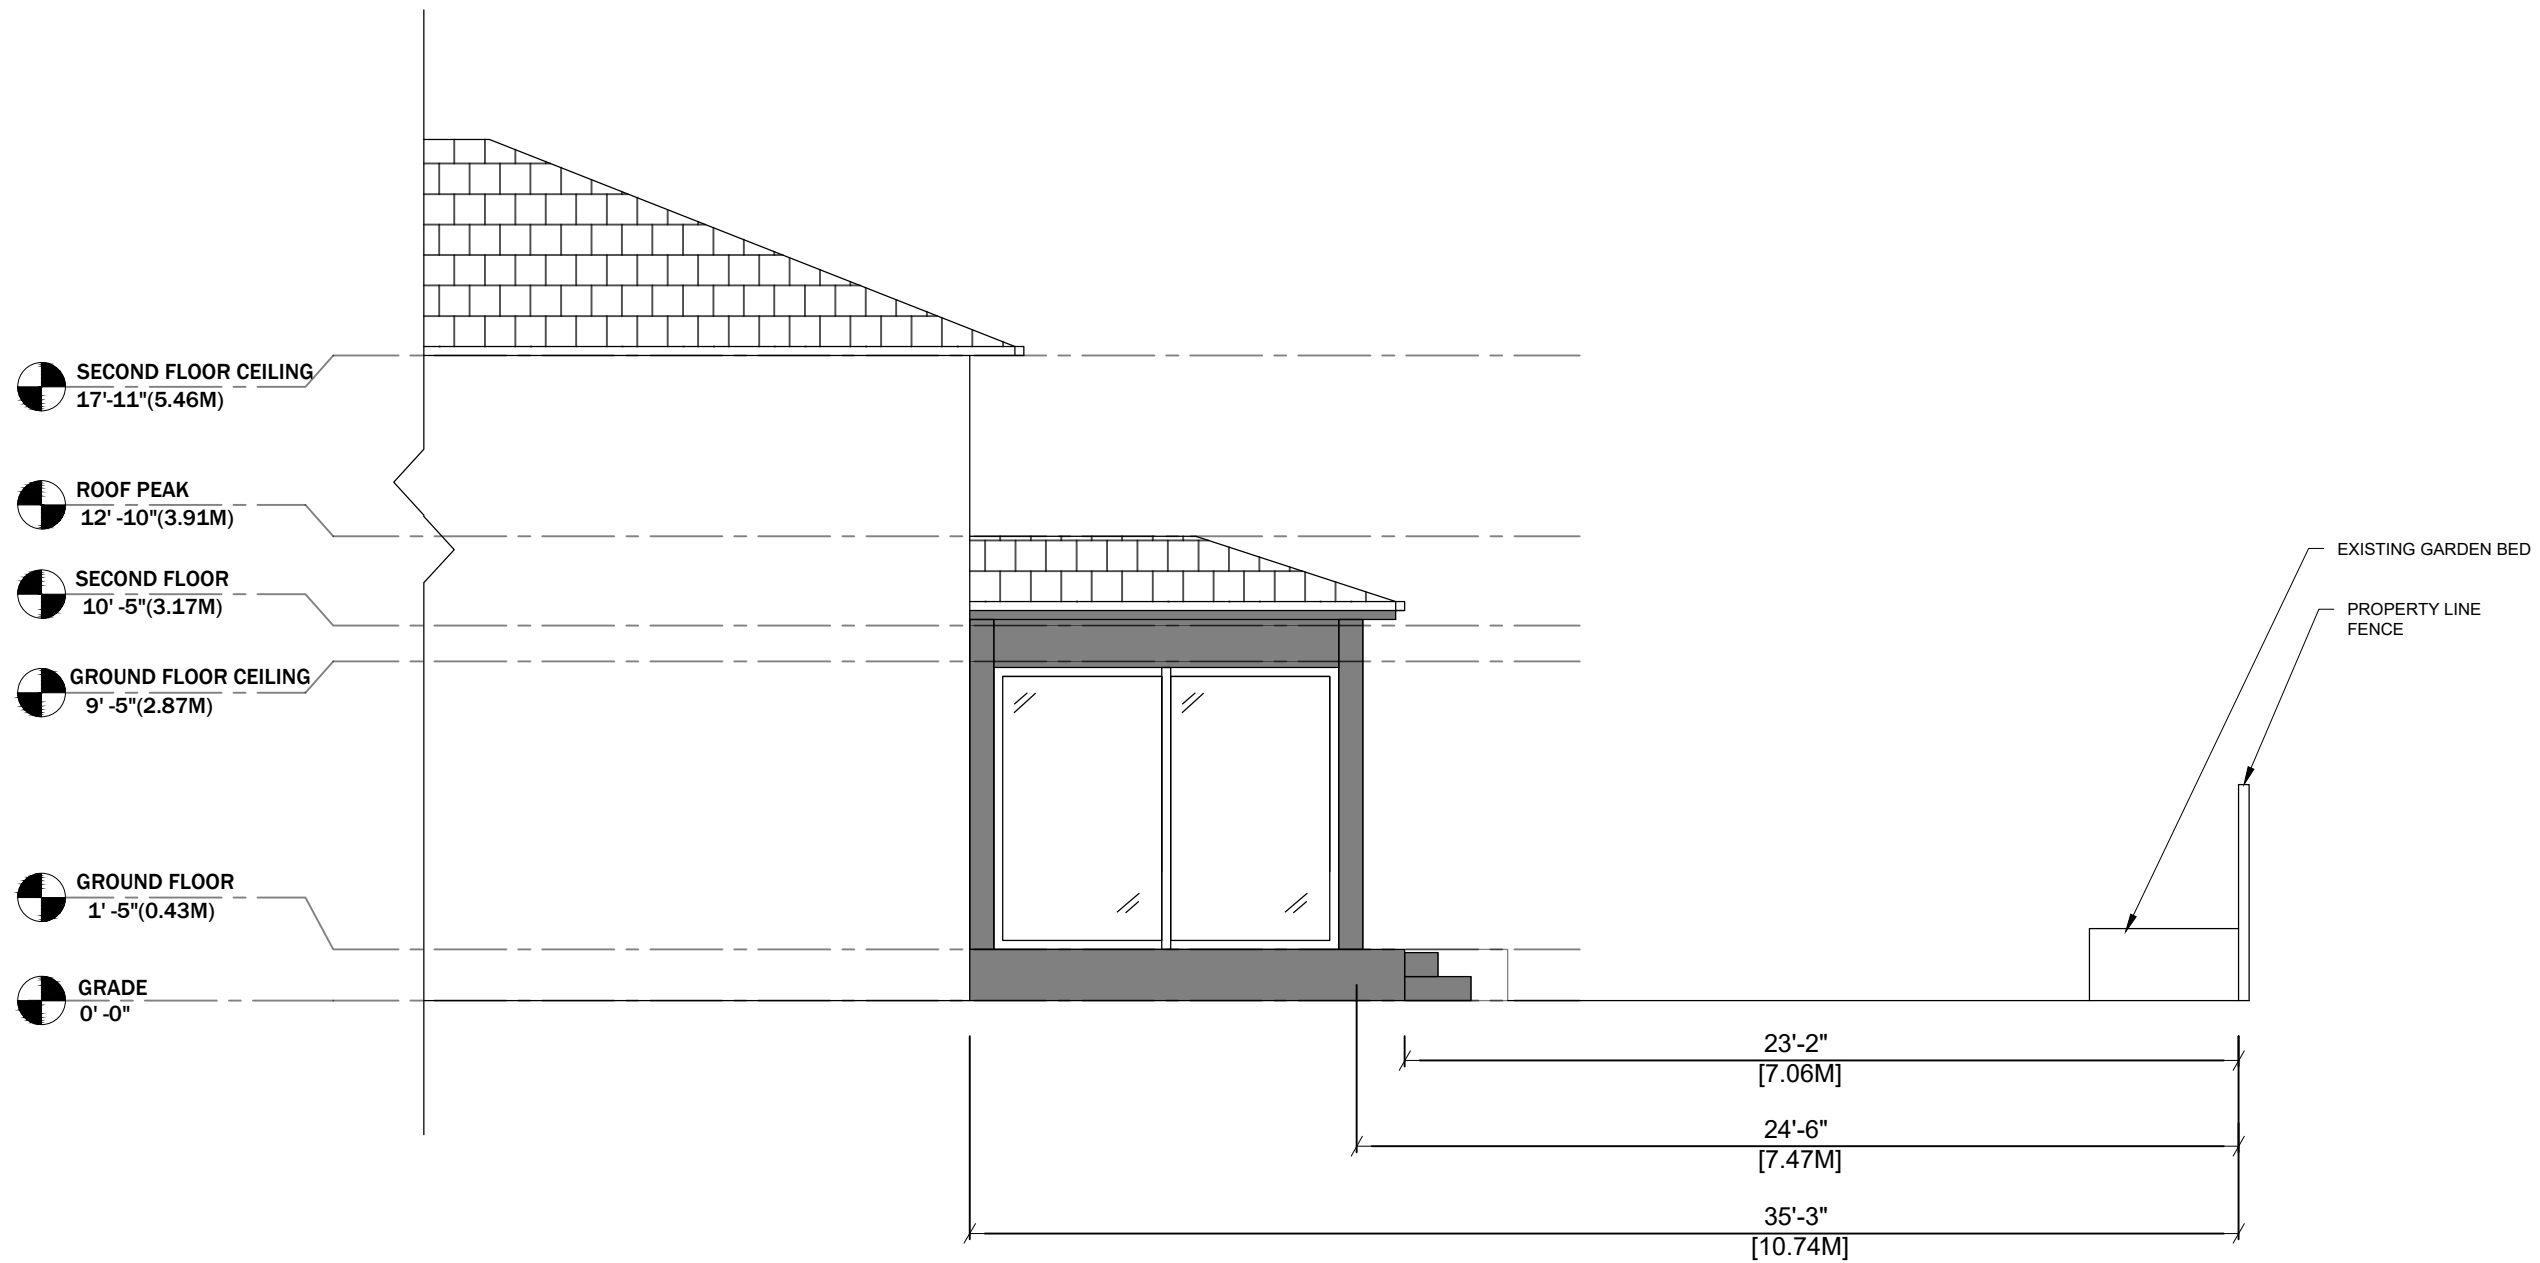 SECOND FLOOR CEILING
17'-11"(5.46M)
ROOF PEAK
12' -10"(3.91M)
SECOND FLOOR
10' -5"(3.17M)
GROUND FLOOR CEILING
9' -5"(2.87M)
GROUND FLOOR
1' -5"(0.43M)
GRADE
0' -0"
EXISTING GARDEN BED
PROPERTY LINE
FENCE
23'-2"
[7.06M]
24'-6"
[7.47M]
35'-3"
[10.74M]